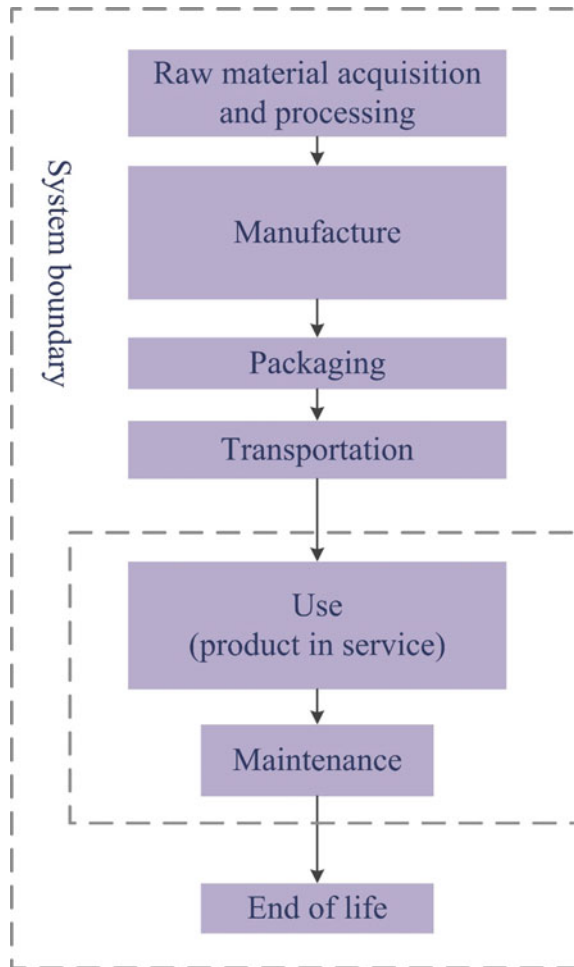 Raw material acquisition
and processing
System boundary
Manufacture
Packaging
Transportation
Use
(product in service)
Maintenance
End of life